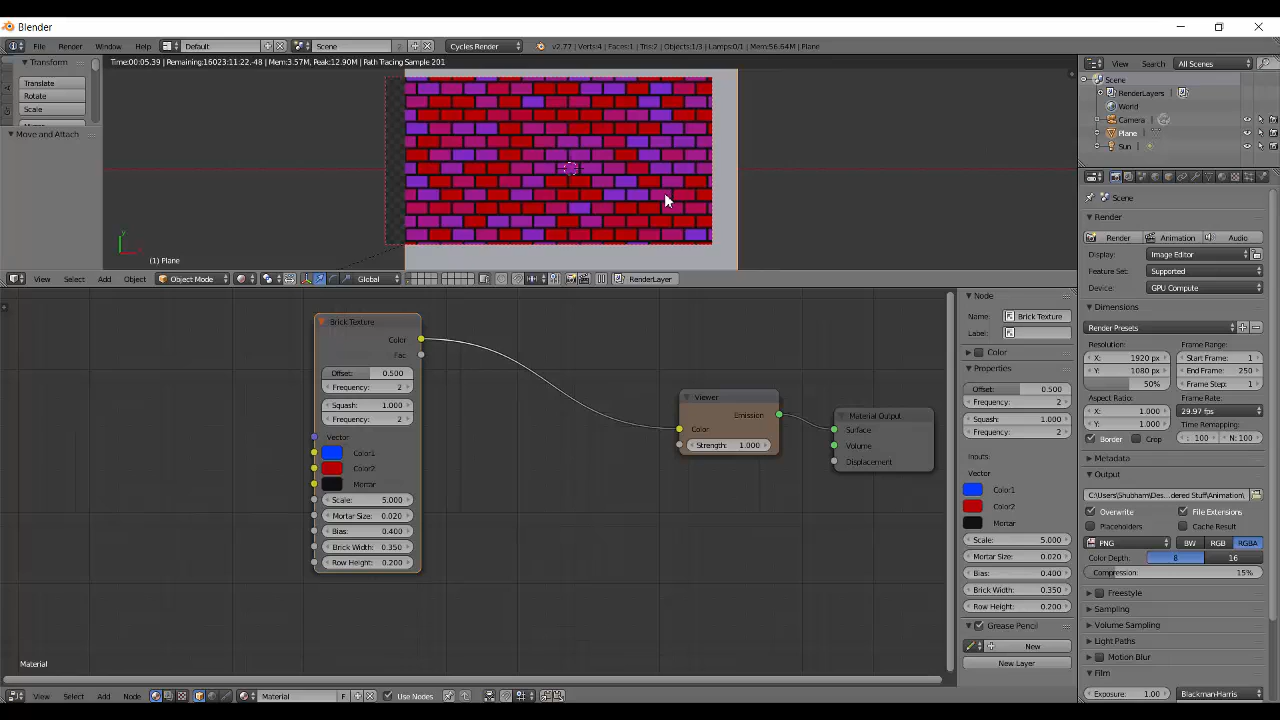 Blender
File Render Window Help Default Scene 2 Cycles Render v2.77 | Verts:4 | Faces:1 | Tris:2 | Objects:1/3 | Lamps:0/1 | Mem:56.64M | Plane
View Search All Scenes
Transform
Time:00:05.39 | Remaining:16023:11:22.-48 | Mem:3.57M, Peak:12.90M | Path Tracing Sample 201
Translate
Rotate
Scale
Move and Attach
Scene
RenderLayers
World
Camera
Plane
Sun
(1) Plane
View Select Add Object Object Mode Global RenderLayer
Scene
Render
Render Animation Audio
Display: Image Editor
Feature Set: Supported
Device: GPU Compute
Dimensions
Render Presets
Resolution: Frame Range:
X: 1920 px Start Frame: 1
Y: 1080 px End Frame: 250
50% Frame Step: 1
Aspect Ratio: Frame Rate:
X: 1.000 29.97 fps
Y: 1.000 Time Remapping:
Border Crop : 100 N: 100
Metadata
Output
C:\Users\Shubham\Des...dered Stuff\Animation\
Overwrite File Extensions
Placeholders Cache Result
PNG BW RGB RGBA
Color Depth: 8 16
Compression: 15%
Freestyle
Sampling
Volume Sampling
Light Paths
Motion Blur
Film
Exposure: 1.00 Blackman-Harris
Brick Texture
Color
Fac
Offset: 0.500
Frequency: 2
Squash: 1.000
Frequency: 2
Vector
Color1
Color2
Mortar
Scale: 5.000
Mortar Size: 0.020
Bias: 0.400
Brick Width: 0.350
Row Height: 0.200
Viewer
Emission
Color
Strength: 1.000
Material Output
Surface
Volume
Displacement
Node
Name: Brick Texture
Label:
Color
Properties
Offset: 0.500
Frequency: 2
Squash: 1.000
Frequency: 2
Inputs:
Vector
Color1
Color2
Mortar
Scale: 5.000
Mortar Size: 0.020
Bias: 0.400
Brick Width: 0.350
Row Height: 0.200
Grease Pencil
New
New Layer
Material
View Select Add Node Material F Use Nodes